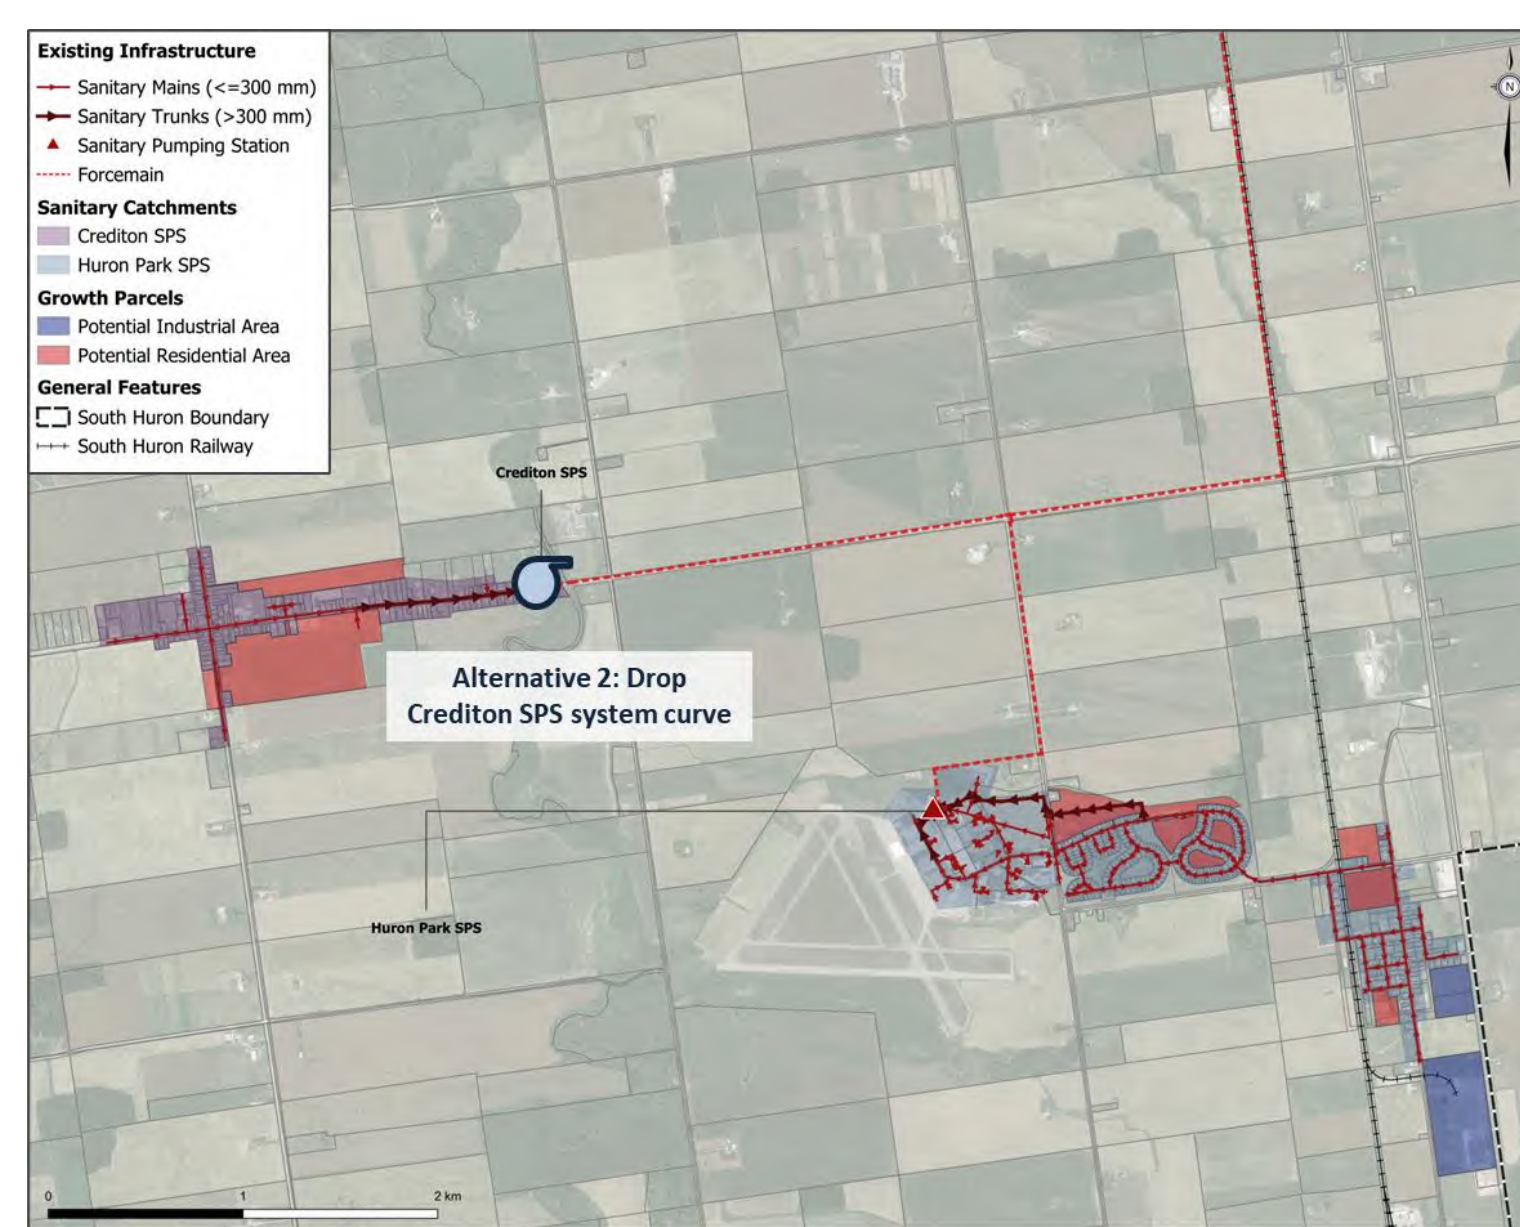 Existing Infrastructure
Sanitary Mains (<=300 mm)
Sanitary Trunks (>300 mm)
Sanitary Pumping Station
Forcemain
Sanitary Catchments
Crediton SPS
Huron Park SPS
Growth Parcels
Potential Industrial Area
Potential Residential Area
General Features
South Huron Boundary
South Huron Railway
N
Crediton SPS
Alternative 2: Drop
Crediton SPS system curve
Huron Park SPS
0 1 2 km